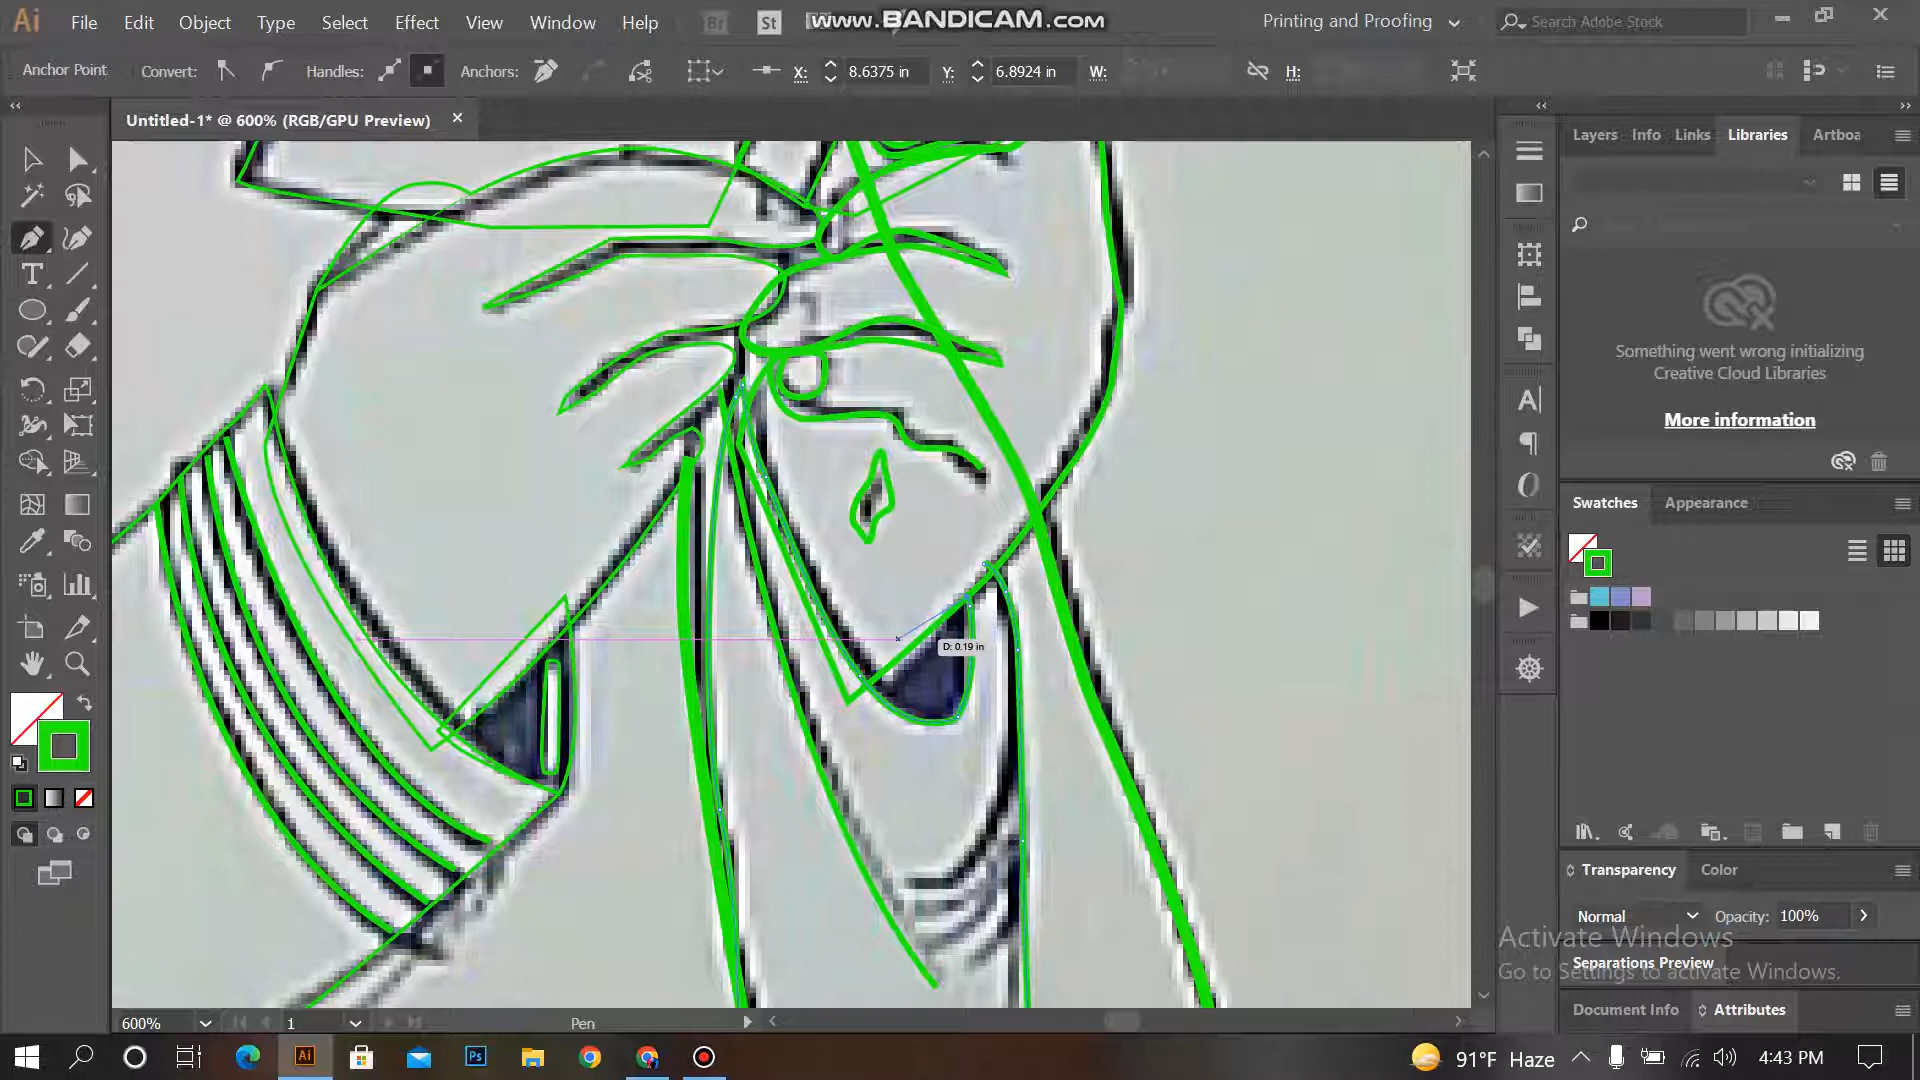 Ai File Edit Object Type Select Effect View Window Help Br St www.BANDICAM.com Printing and Proofing Search Adobe Stock
Anchor Point Convert: Handles: Anchors: X: 8.6375 in Y: 6.8924 in W: H:
Untitled-1* @ 600% (RGB/GPU Preview)
Layers Info Links Libraries Artboa
Something went wrong initializing
Creative Cloud Libraries
More information
Swatches Appearance
D: 0.19 in
Transparency Color
Normal Opacity: 100%
Activate Windows
Separations Preview
Go to Settings to activate Windows.
Document Info Attributes
600% 1 Pen
Ai Ps 91°F Haze 4:43 PM